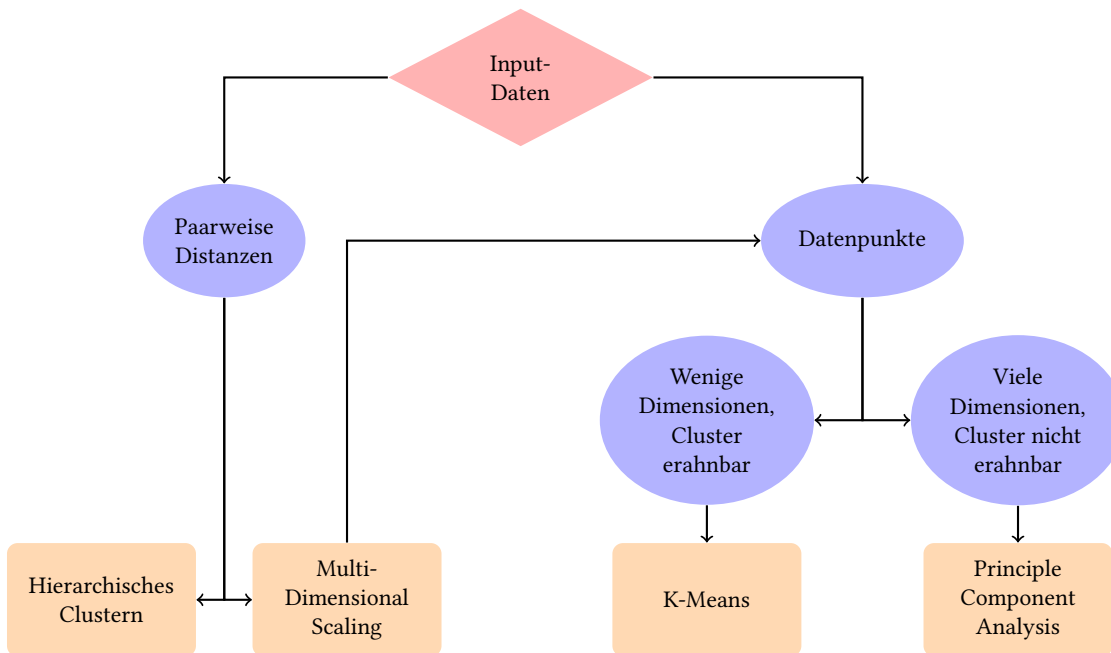 Input-
Daten
Paarweise
Distanzen
Datenpunkte
Wenige
Dimensionen,
Cluster
erahnbar
Viele
Dimensionen,
Cluster nicht
erahnbar
Hierarchisches
Clustern
Multi-
Dimensional
Scaling
K-Means
Principle
Component
Analysis